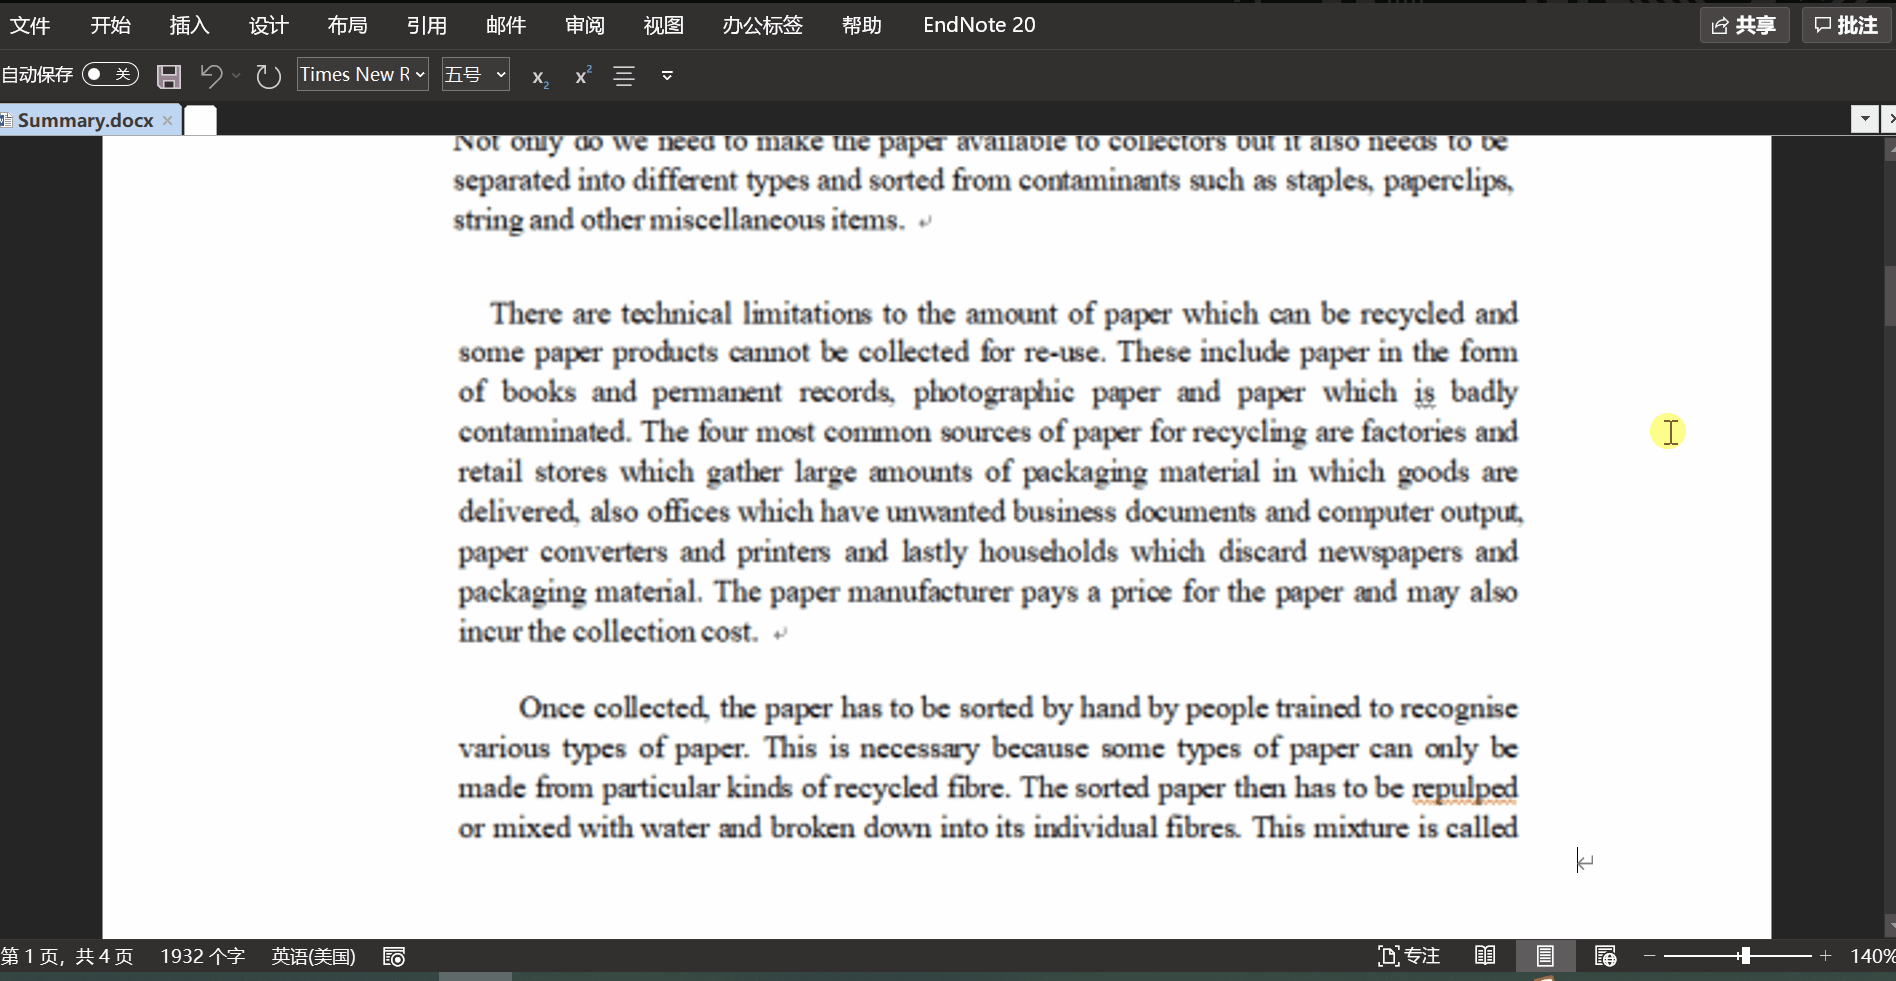 文件 开始 插入 设计 布局 引用 邮件 审阅 视图 办公标签 帮助 EndNote 20 共享 批注
自动保存 关 Times New R 五号 x₂ x²
Summary.docx
Not only do we need to make the paper available to collectors but it also needs to be
separated into different types and sorted from contaminants such as staples, paperclips,
string and other miscellaneous items.
There are technical limitations to the amount of paper which can be recycled and
some paper products cannot be collected for re-use. These include paper in the form
of books and permanent records, photographic paper and paper which is badly
contaminated. The four most common sources of paper for recycling are factories and
retail stores which gather large amounts of packaging material in which goods are
delivered, also offices which have unwanted business documents and computer output,
paper converters and printers and lastly households which discard newspapers and
packaging material. The paper manufacturer pays a price for the paper and may also
incur the collection cost.
Once collected, the paper has to be sorted by hand by people trained to recognise
various types of paper. This is necessary because some types of paper can only be
made from particular kinds of recycled fibre. The sorted paper then has to be repulped
or mixed with water and broken down into its individual fibres. This mixture is called
第 1 页，共 4 页 1932 个字 英语(美国) 专注 140%